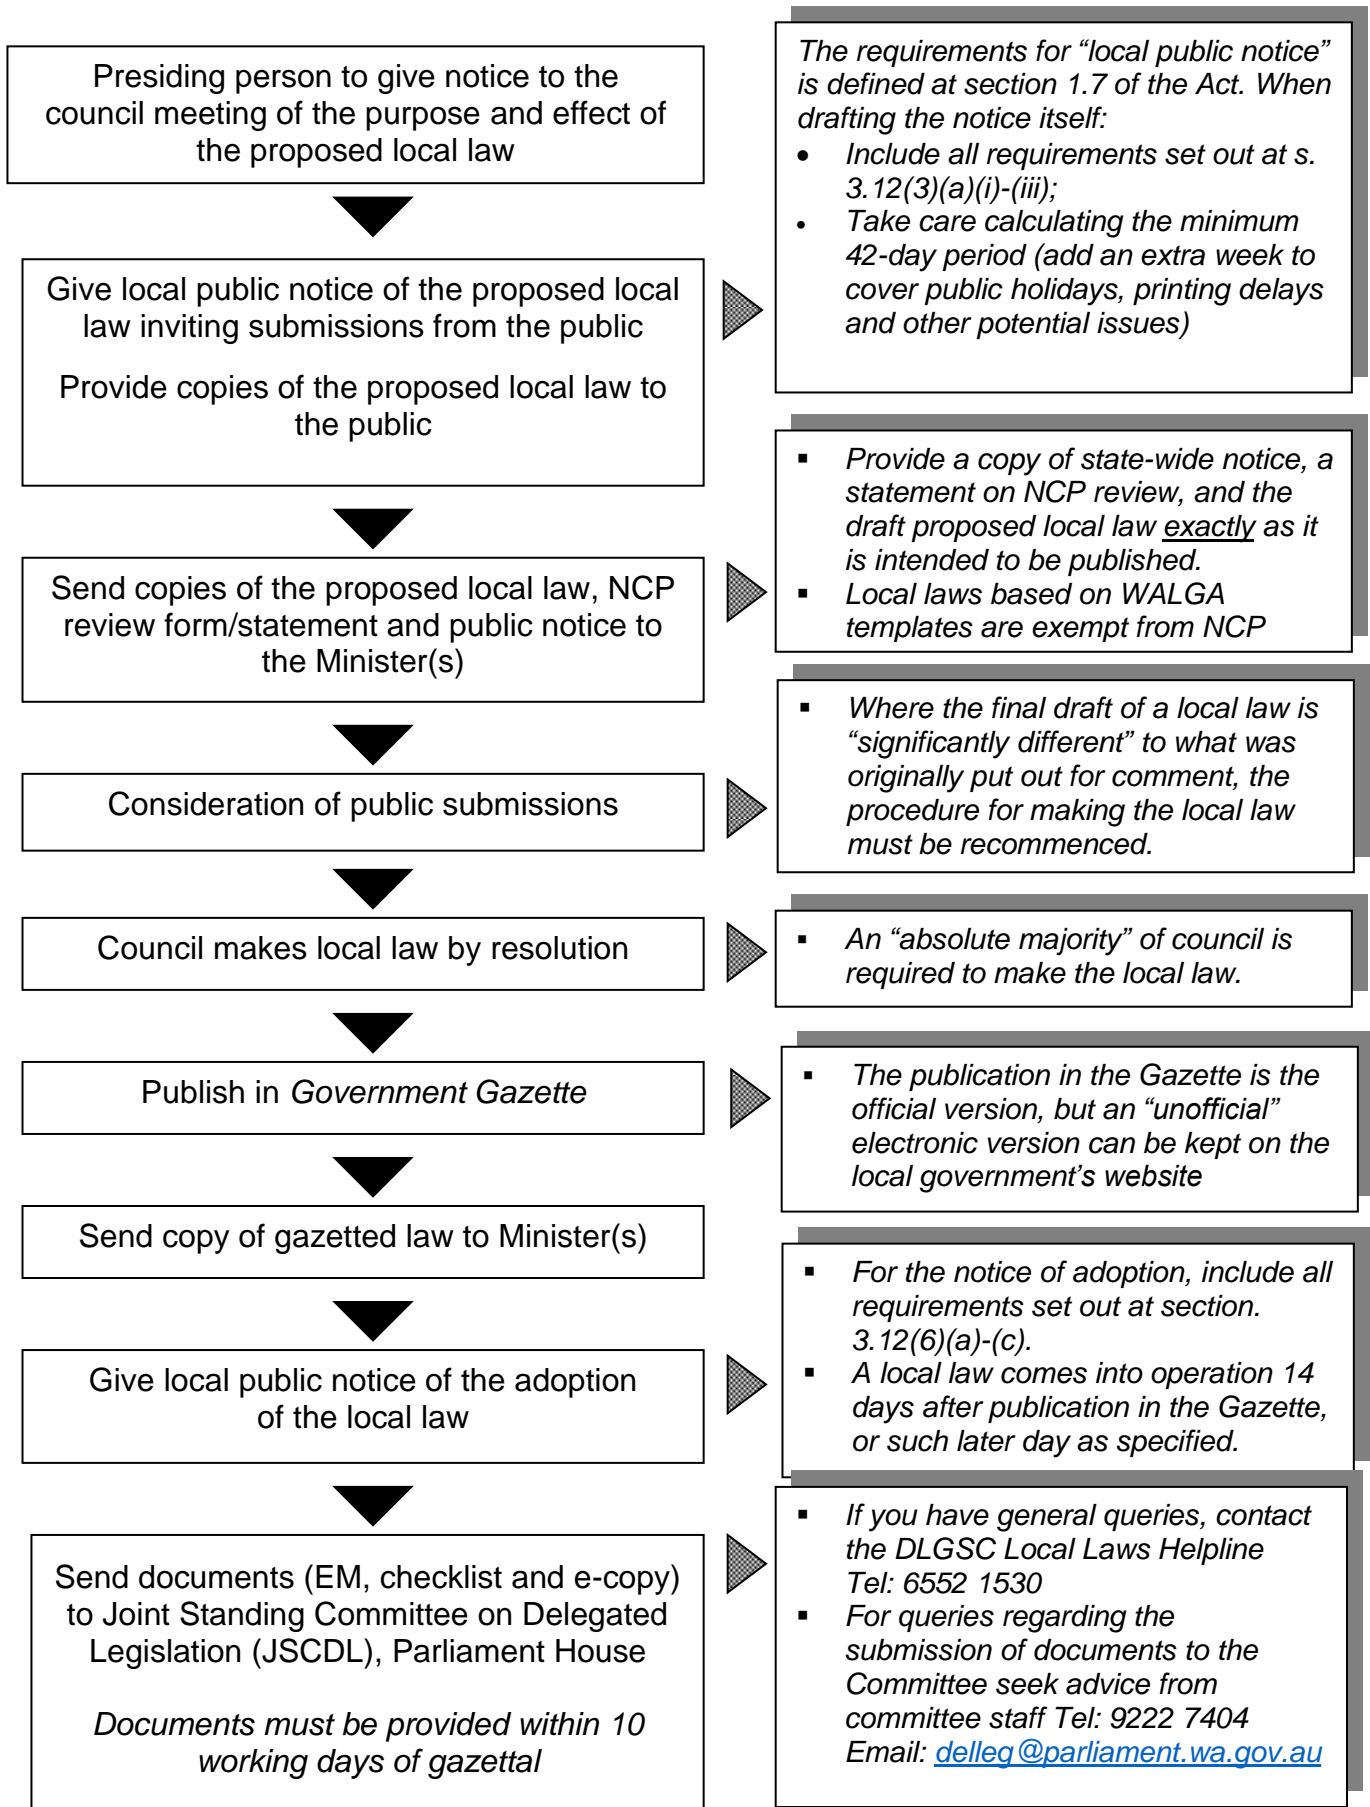 Presiding person to give notice to the
council meeting of the purpose and effect of
the proposed local law
The requirements for “local public notice”
is defined at section 1.7 of the Act. When
drafting the notice itself:
• Include all requirements set out at s.
3.12(3)(a)(i)-(iii);
• Take care calculating the minimum
42-day period (add an extra week to
cover public holidays, printing delays
and other potential issues)
Give local public notice of the proposed local
law inviting submissions from the public
Provide copies of the proposed local law to
the public
▪ Provide a copy of state-wide notice, a
statement on NCP review, and the
draft proposed local law exactly as it
is intended to be published.
▪ Local laws based on WALGA
templates are exempt from NCP
Send copies of the proposed local law, NCP
review form/statement and public notice to
the Minister(s)
▪ Where the final draft of a local law is
“significantly different” to what was
originally put out for comment, the
procedure for making the local law
must be recommenced.
Consideration of public submissions
Council makes local law by resolution
▪ An “absolute majority” of council is
required to make the local law.
Publish in Government Gazette
▪ The publication in the Gazette is the
official version, but an “unofficial”
electronic version can be kept on the
local government’s website
Send copy of gazetted law to Minister(s)
▪ For the notice of adoption, include all
requirements set out at section.
3.12(6)(a)-(c).
▪ A local law comes into operation 14
days after publication in the Gazette,
or such later day as specified.
Give local public notice of the adoption
of the local law
Send documents (EM, checklist and e-copy)
to Joint Standing Committee on Delegated
Legislation (JSCDL), Parliament House
Documents must be provided within 10
working days of gazettal
▪ If you have general queries, contact
the DLGSC Local Laws Helpline
Tel: 6552 1530
▪ For queries regarding the
submission of documents to the
Committee seek advice from
committee staff Tel: 9222 7404
Email: delleg@parliament.wa.gov.au